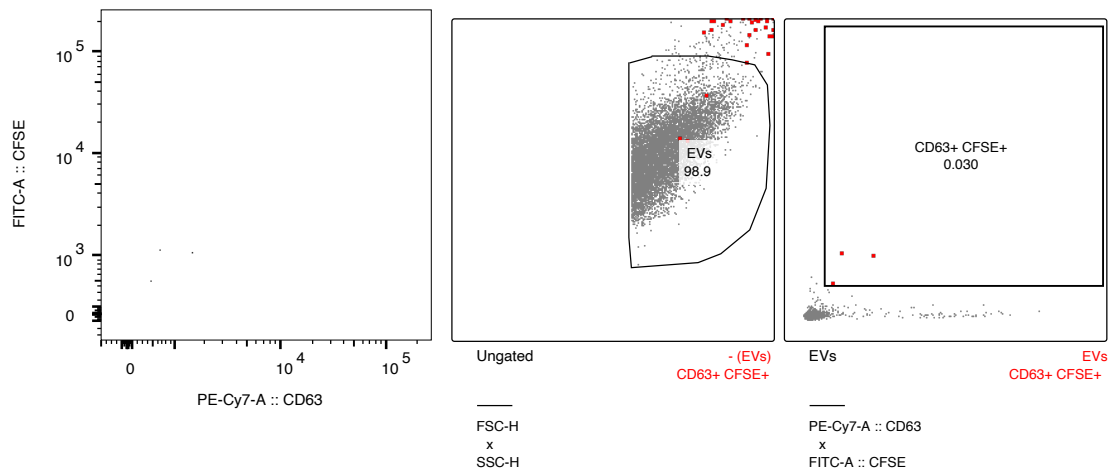 FITC-A :: CFSE
10^5
10^4
10^3
0
0
10^4
10^5
PE-Cy7-A :: CD63
EVs
98.9
Ungated
- (EVs)
CD63+ CFSE+
FSC-H
x
SSC-H
CD63+ CFSE+
0.030
EVs
EVs
CD63+ CFSE+
PE-Cy7-A :: CD63
x
FITC-A :: CFSE